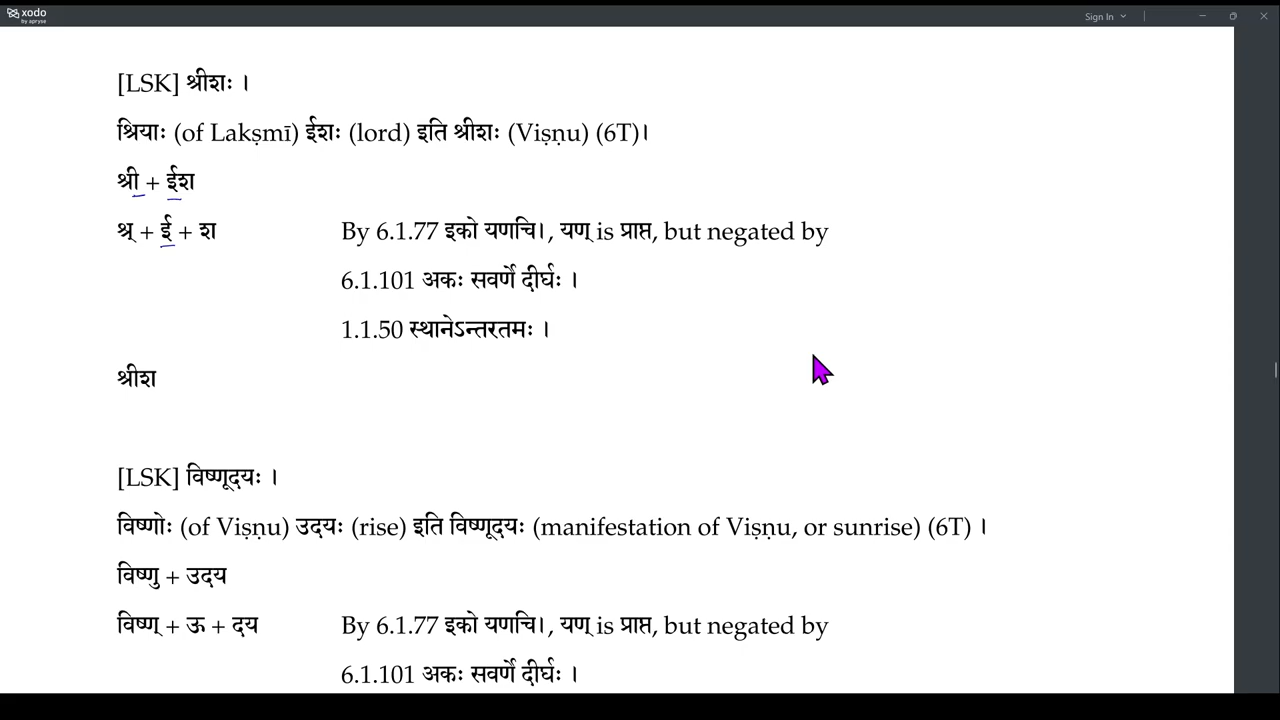 xodo
by apryse
Sign In
[LSK] श्रीशः ।
श्रियाः (of Lakṣmī) ईशः (lord) इति श्रीशः (Viṣṇu) (6T)।
श्री + ईश
श्र् + ई + श By 6.1.77 इको यणचि।, यण् is प्राप्त, but negated by
6.1.101 अकः सवर्णे दीर्घः ।
1.1.50 स्थानेऽन्तरतमः ।
श्रीश
[LSK] विष्णूदयः ।
विष्णोः (of Viṣṇu) उदयः (rise) इति विष्णूदयः (manifestation of Viṣṇu, or sunrise) (6T) ।
विष्णु + उदय
विष्ण् + ऊ + दय By 6.1.77 इको यणचि।, यण् is प्राप्त, but negated by
6.1.101 अकः सवर्णे दीर्घः ।